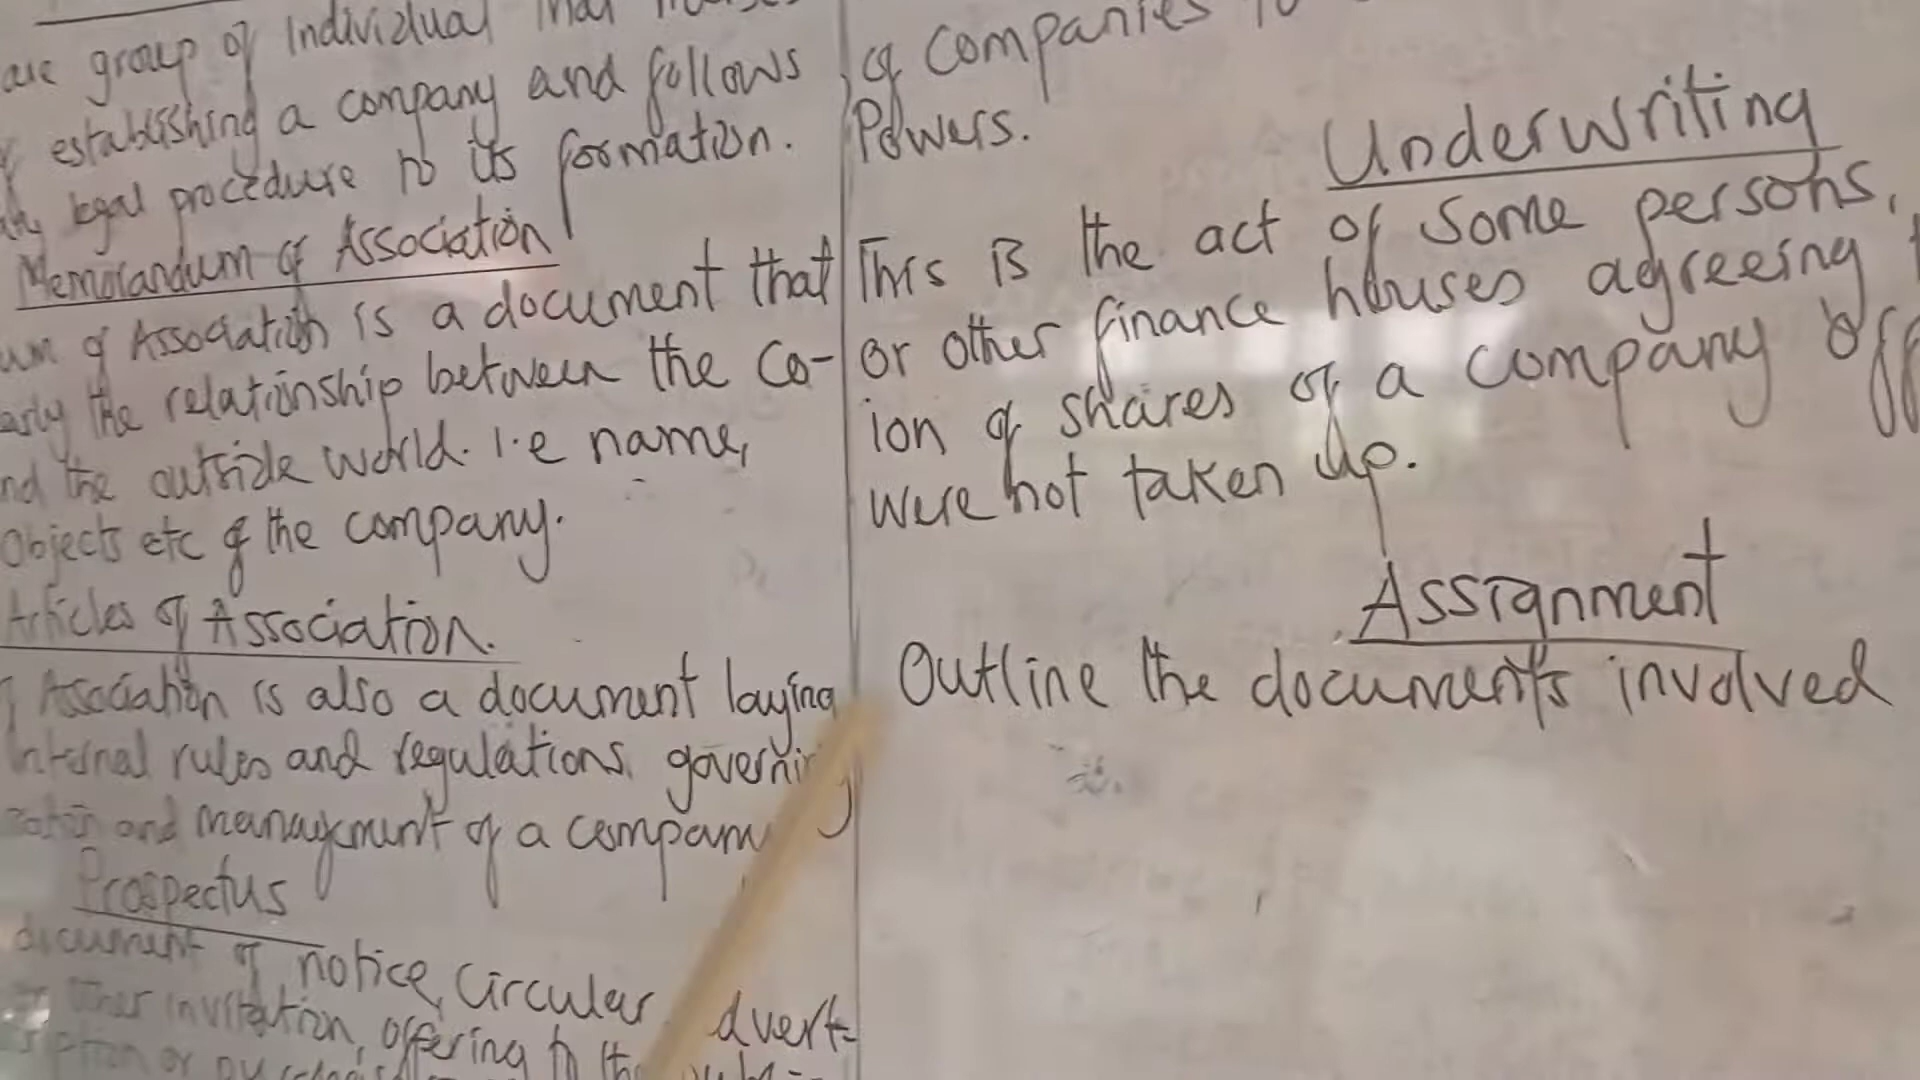 are group of individual that
establishing a company and follows
legal procedure to its formation.
Memorandum of Association
of Association is a document that
the relationship between the Co-
the outside world. i.e name,
Objects etc of the company.
Articles of Association.
Association is also a document laying
internal rules and regulations governing
and management of a company
Prospectus
document of notice, Circular, advert-
other invitation, offering to the
of Companies to
Powers.
Underwriting
This is the act of Some persons,
or other finance houses agreeing
ion of shares of a company off
were not taken up.
Assignment
Outline the documents involved